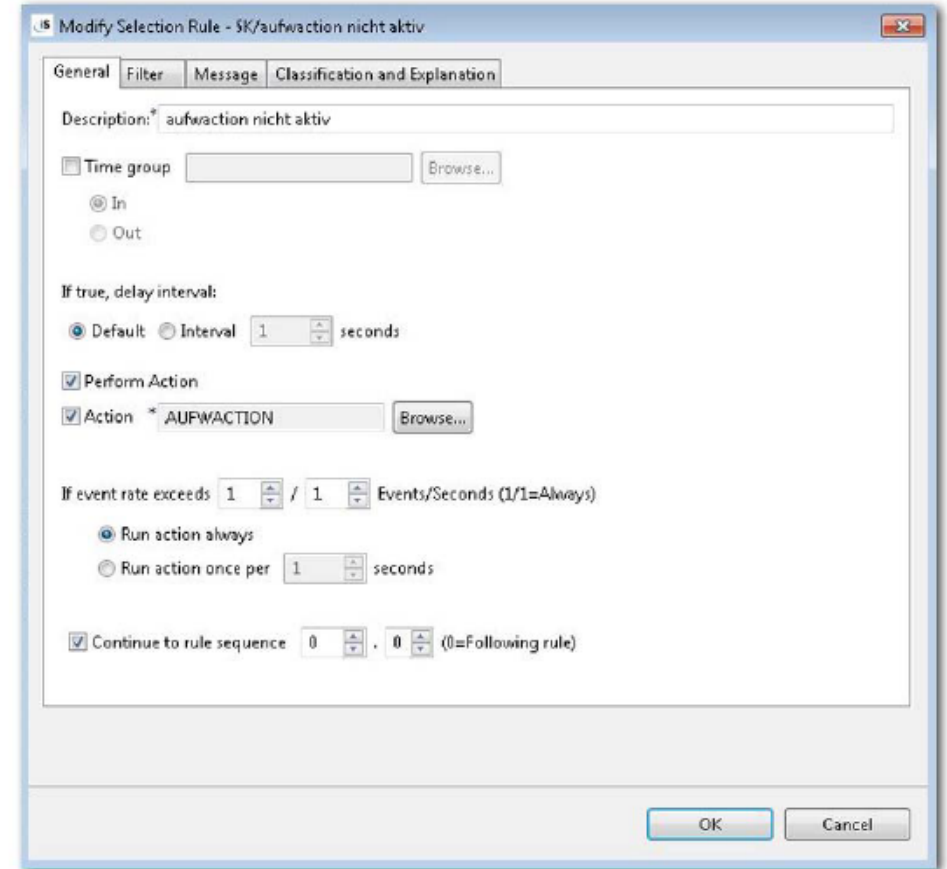 Modify Selection Rule - SK/aufwaction nicht aktiv
General Filter Message Classification and Explanation
Description:* aufwaction nicht aktiv
Time group Browse...
In
Out
If true, delay interval:
Default Interval 1 seconds
Perform Action
Action * AUFWACTION Browse...
If event rate exceeds 1 / 1 Events/Seconds (1/1=Always)
Run action always
Run action once per 1 seconds
Continue to rule sequence 0 . 0 (0=Following rule)
OK Cancel